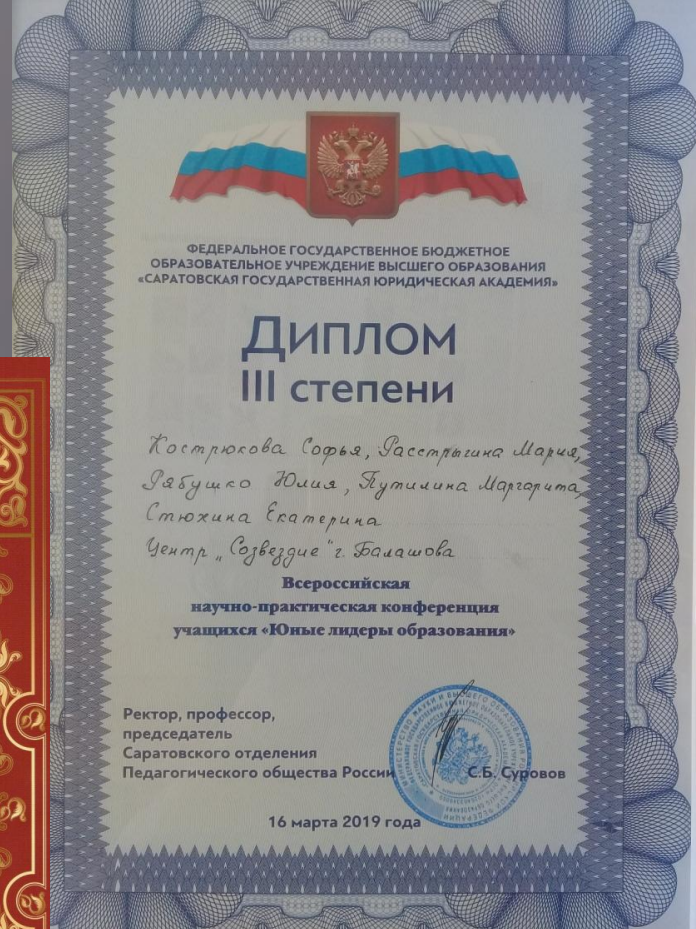 ФЕДЕРАЛЬНОЕ ГОСУДАРСТВЕННОЕ БЮДЖЕТНОЕ
ОБРАЗОВАТЕЛЬНОЕ УЧРЕЖДЕНИЕ ВЫСШЕГО ОБРАЗОВАНИЯ
«САРАТОВСКАЯ ГОСУДАРСТВЕННАЯ ЮРИДИЧЕСКАЯ АКАДЕМИЯ»
ДИПЛОМ
III степени
Кострюкова Софья, Расстрыгина Мария,
Рябушко Юлия, Путилина Маргарита,
Стюхина Екатерина
Центр „Созвездие" г. Балашова
Всероссийская
научно-практическая конференция
учащихся «Юные лидеры образования»
Ректор, профессор,
председатель
Саратовского отделения
Педагогического общества России С.Б. Суровов
16 марта 2019 года